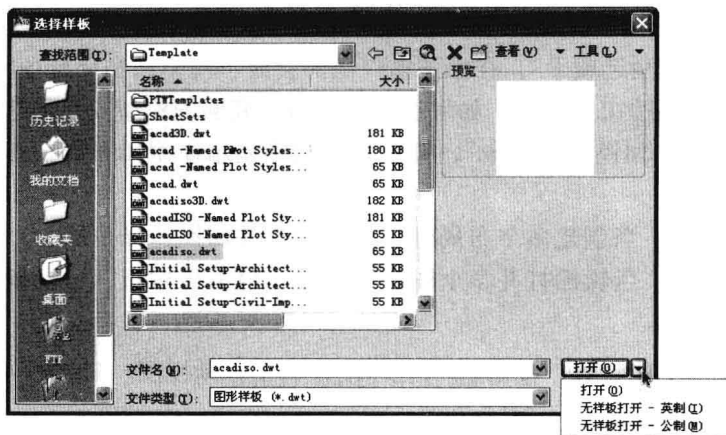 选择样板
查找范围(I): Template 查看(V) 工具(L)
名称 大小 预览
历史记录
我的文档
收藏夹
桌面
FTP
PTWTemplates
SheetSets
acad3D.dwt 181 KB
acad -Named Plot Styles... 180 KB
acad -Named Plot Styles... 65 KB
acad.dwt 65 KB
acadiso3D.dwt 182 KB
acadISO -Named Plot Sty... 181 KB
acadISO -Named Plot Sty... 65 KB
acadiso.dwt 65 KB
Initial Setup-Architect... 55 KB
Initial Setup-Architect... 55 KB
Initial Setup-Civil-Imp... 55 KB
文件名(N): acadiso.dwt 打开(O)
文件类型(T): 图形样板 (*.dwt)
打开(O)
无样板打开 - 英制(I)
无样板打开 - 公制(M)